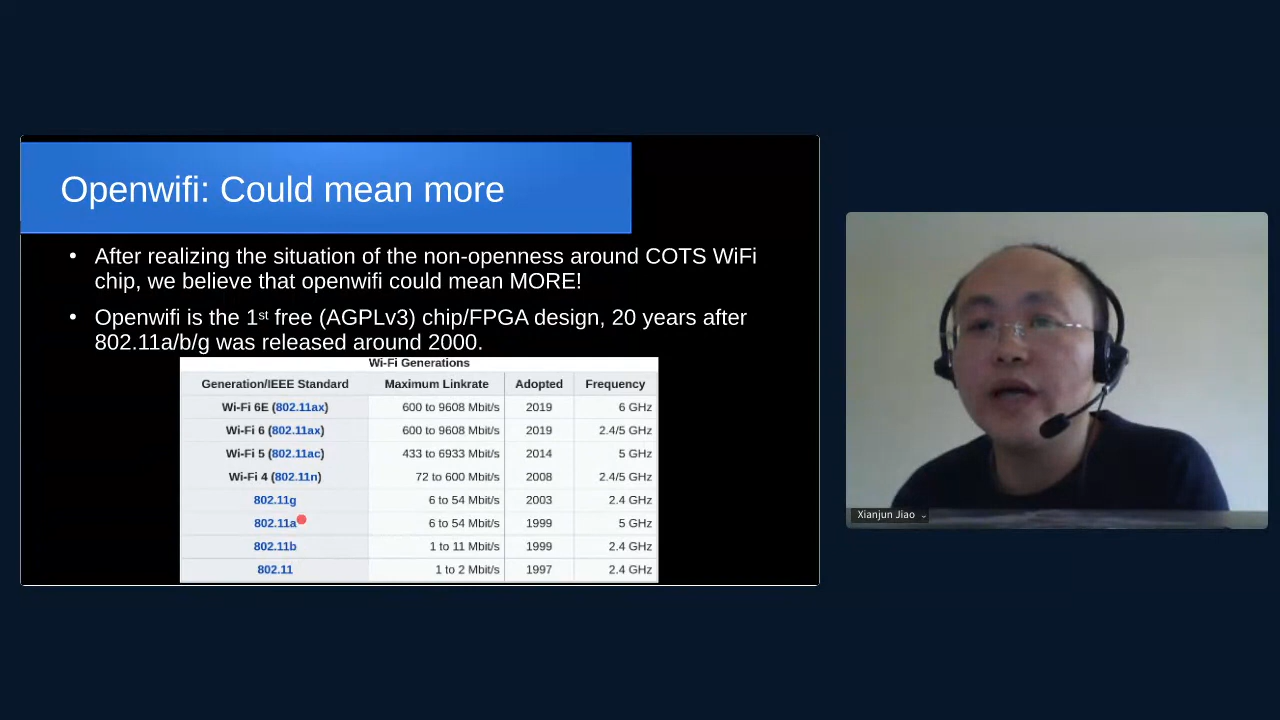 Openwifi: Could mean more
• After realizing the situation of the non-openness around COTS WiFi
chip, we believe that openwifi could mean MORE!
• Openwifi is the 1st free (AGPLv3) chip/FPGA design, 20 years after
802.11a/b/g was released around 2000.
Wi-Fi Generations
Generation/IEEE Standard Maximum Linkrate Adopted Frequency
Wi-Fi 6E (802.11ax) 600 to 9608 Mbit/s 2019 6 GHz
Wi-Fi 6 (802.11ax) 600 to 9608 Mbit/s 2019 2.4/5 GHz
Wi-Fi 5 (802.11ac) 433 to 6933 Mbit/s 2014 5 GHz
Wi-Fi 4 (802.11n) 72 to 600 Mbit/s 2008 2.4/5 GHz
802.11g 6 to 54 Mbit/s 2003 2.4 GHz
802.11a 6 to 54 Mbit/s 1999 5 GHz
802.11b 1 to 11 Mbit/s 1999 2.4 GHz
802.11 1 to 2 Mbit/s 1997 2.4 GHz
Xianjun Jiao